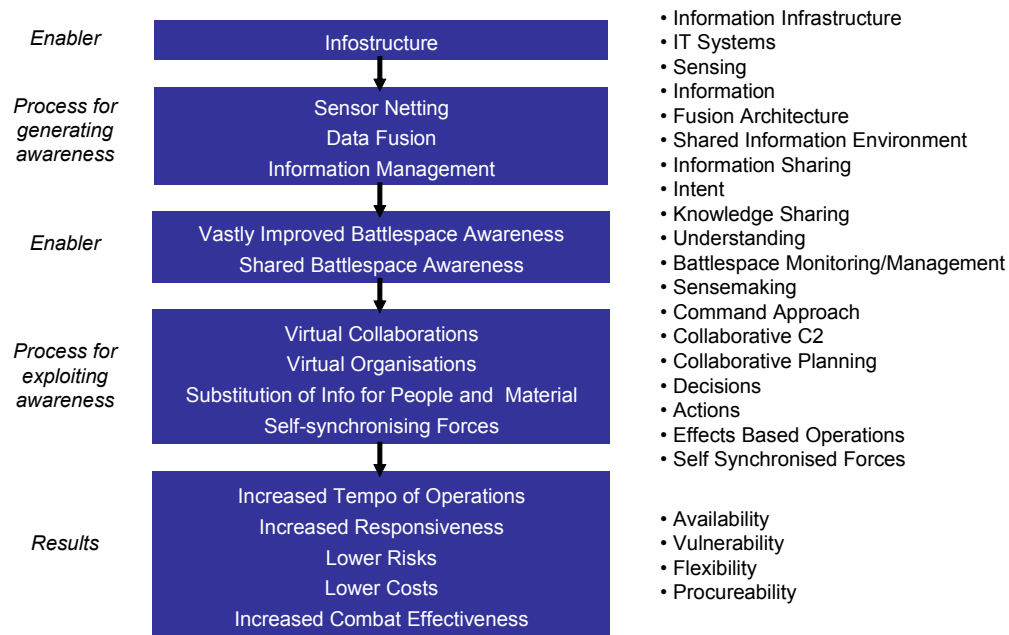 Enabler
Infostructure
Process for
generating
awareness
Sensor Netting
Data Fusion
Information Management
Enabler
Vastly Improved Battlespace Awareness
Shared Battlespace Awareness
Process for
exploiting
awareness
Virtual Collaborations
Virtual Organisations
Substitution of Info for People and Material
Self-synchronising Forces
Results
Increased Tempo of Operations
Increased Responsiveness
Lower Risks
Lower Costs
Increased Combat Effectiveness
• Information Infrastructure
• IT Systems
• Sensing
• Information
• Fusion Architecture
• Shared Information Environment
• Information Sharing
• Intent
• Knowledge Sharing
• Understanding
• Battlespace Monitoring/Management
• Sensemaking
• Command Approach
• Collaborative C2
• Collaborative Planning
• Decisions
• Actions
• Effects Based Operations
• Self Synchronised Forces
• Availability
• Vulnerability
• Flexibility
• Procureability